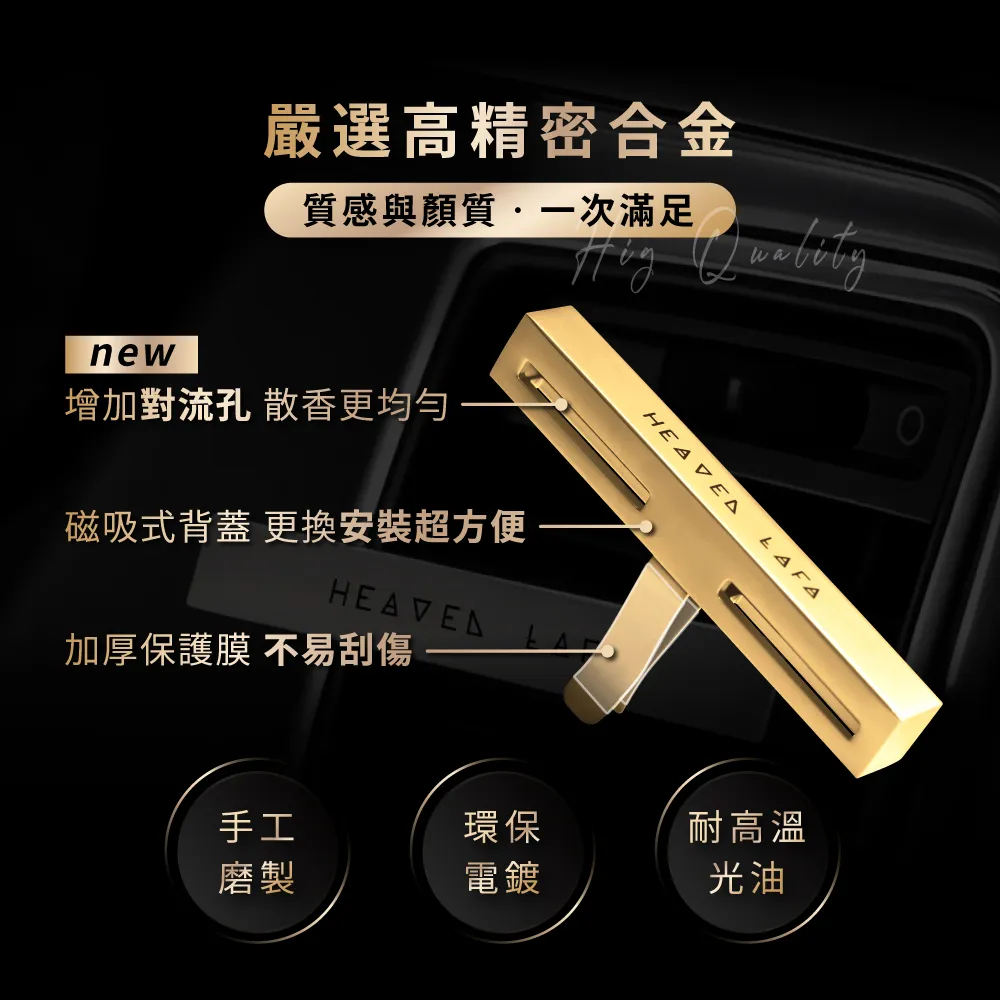 嚴選高精密合金
質感與顏質·一次滿足
Hig Quality
new
增加對流孔 散香更均勻
磁吸式背蓋 更換安裝超方便
加厚保護膜 不易刮傷
HEAVEN LAFA
HEAVEN LAF
手工
磨製
環保
電鍍
耐高溫
光油